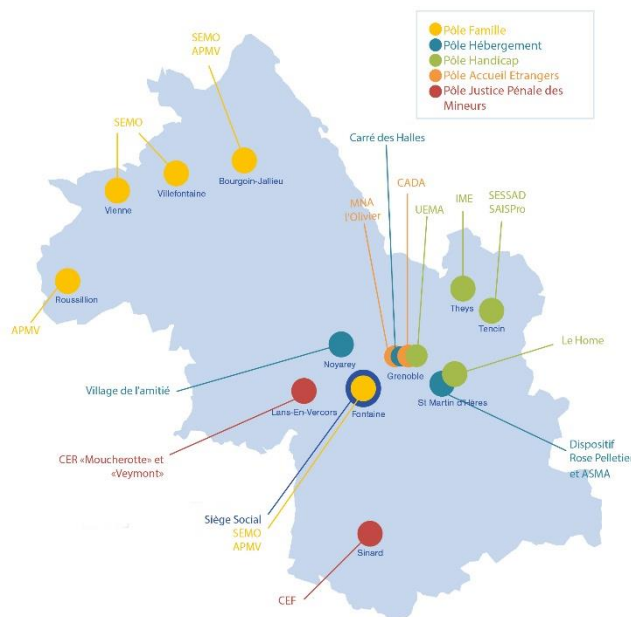 Pôle Famille
Pôle Hébergement
Pôle Handicap
Pôle Accueil Etrangers
Pôle Justice Pénale des
Mineurs
SEMO
APMV
SEMO
Carré des Halles
CADA
MNA
l'Olivier
UEMA
IME
SESSAD
SAISPro
Bourgoin-Jallieu
Villefontaine
Vienne
Roussaillon
APMV
Theys
Tencin
Noyarey
Grenoble
Le Home
Village de l'amitié
Lans-En-Vercors
Fontaine
St Martin d'Hères
CER «Moucherotte» et
«Veymont»
Dispositif
Rose Pelletier
et ASMA
Siège Social
SEMO
APMV
Sinard
CEF